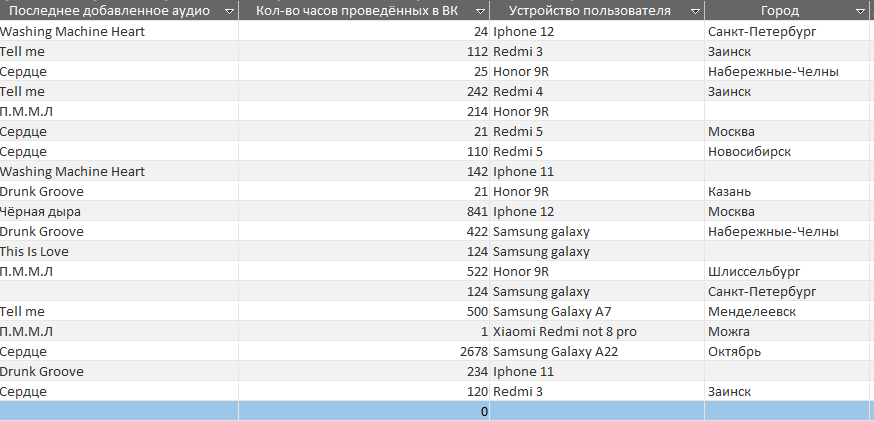 Последнее добавленное аудио Кол-во часов проведённых в ВК Устройство пользователя Город
Washing Machine Heart 24 Iphone 12 Санкт-Петербург
Tell me 112 Redmi 3 Заинск
Сердце 25 Honor 9R Набережные-Челны
Tell me 242 Redmi 4 Заинск
П.М.М.Л 214 Honor 9R
Сердце 21 Redmi 5 Москва
Сердце 110 Redmi 5 Новосибирск
Washing Machine Heart 142 Iphone 11
Drunk Groove 21 Honor 9R Казань
Чёрная дыра 841 Iphone 12 Москва
Drunk Groove 422 Samsung galaxy Набережные-Челны
This Is Love 124 Samsung galaxy
П.М.М.Л 522 Honor 9R Шлиссельбург
124 Samsung galaxy Санкт-Петербург
Tell me 500 Samsung Galaxy A7 Менделеевск
П.М.М.Л 1 Xiaomi Redmi not 8 pro Можга
Сердце 2678 Samsung Galaxy A22 Октябрь
Drunk Groove 234 Iphone 11
Сердце 120 Redmi 3 Заинск
0